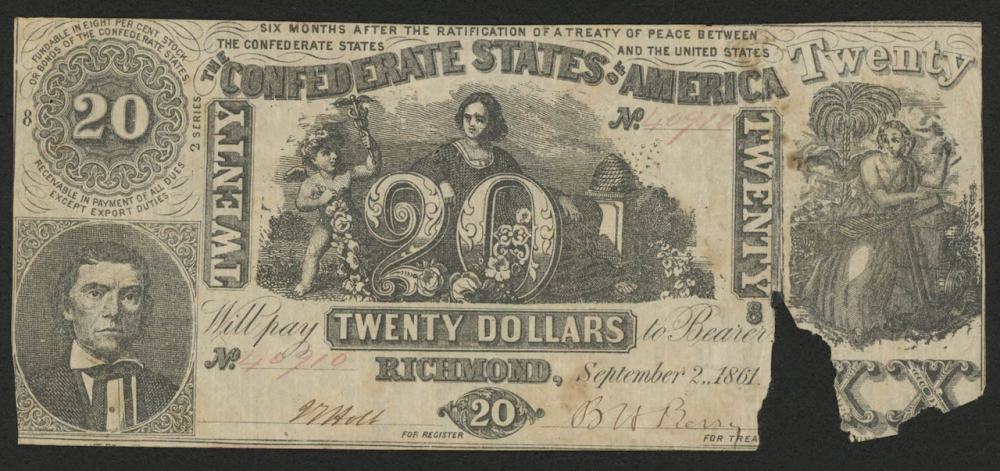 FUNDABLE IN EIGHT PER CENT STOCK
OR BONDS OF THE CONFEDERATE STATES
20
8
2 SERIES
RECEIVABLE IN PAYMENT OF ALL DUES
EXCEPT EXPORT DUTIES
SIX MONTHS AFTER THE RATIFICATION OF A TREATY OF PEACE BETWEEN
THE CONFEDERATE STATES AND THE UNITED STATES
THE CONFEDERATE STATES OF AMERICA
Twenty
No. 40910
TWENTY
20
TWENTY
8
Will pay TWENTY DOLLARS to Bearer
No. 40910
RICHMOND, September 2, 1861.
20
FOR REGISTER
FOR TREA
XX